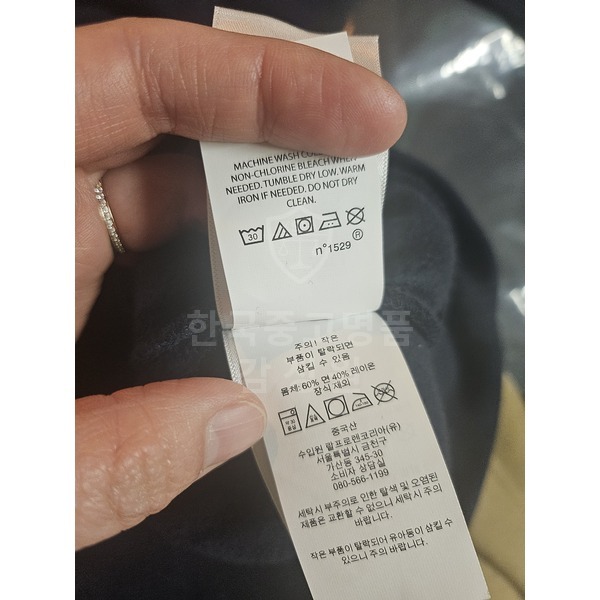 MACHINE WASH
NON-CHLORINE BLEACH WHEN
NEEDED. TUMBLE DRY LOW. WARM
IRON IF NEEDED. DO NOT DRY
CLEAN.
30
n°1529 ®
한국중고명품
주의! 작은
부품이 탈락되면
삼킬 수 있음
몸체: 60% 면 40% 레이온
장식 제외
중국산
수입원 랄프로렌코리아(유)
서울특별시 금천구
가산동 345-30
소비자 상담실
080-566-1199
세탁시 부주의로 인한 탈색 및 오염된
제품은 교환할 수 없으니 세탁시 주의
바랍니다.
작은 부품이 탈락되어 유아동이 삼킬 수
있으니 주의 바랍니다.